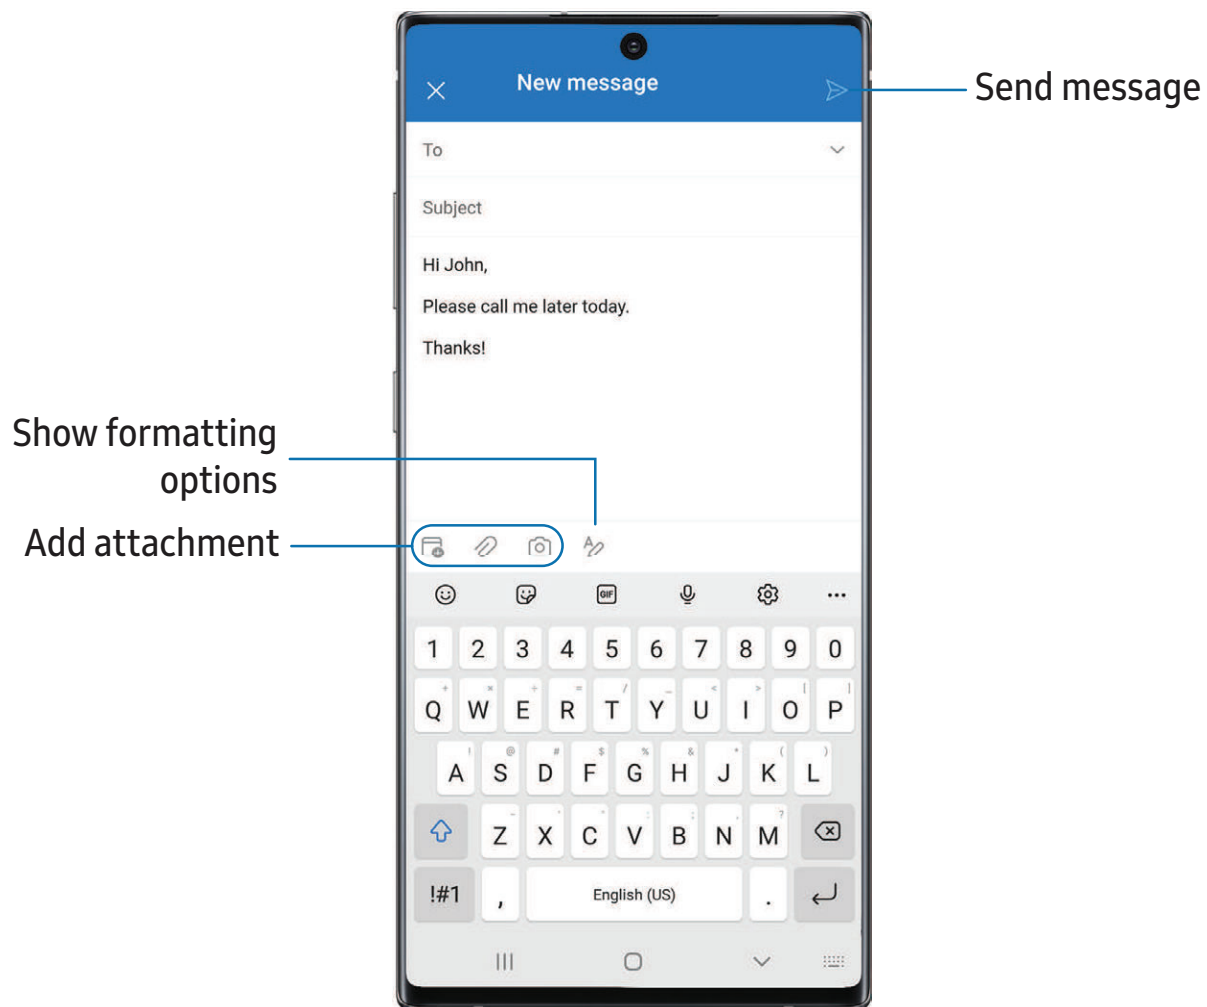 New message
Send message
To
Subject
Hi John,
Please call me later today.
Thanks!
Show formatting
options
Add attachment
GIF
1 2 3 4 5 6 7 8 9 0
+ × ÷ = / _ < > [ ]
Q W E R T Y U I O P
! @ # $ % & * ( )
A S D F G H J K L
- ' " : ; , ?
Z X C V B N M
!#1 , English (US) .